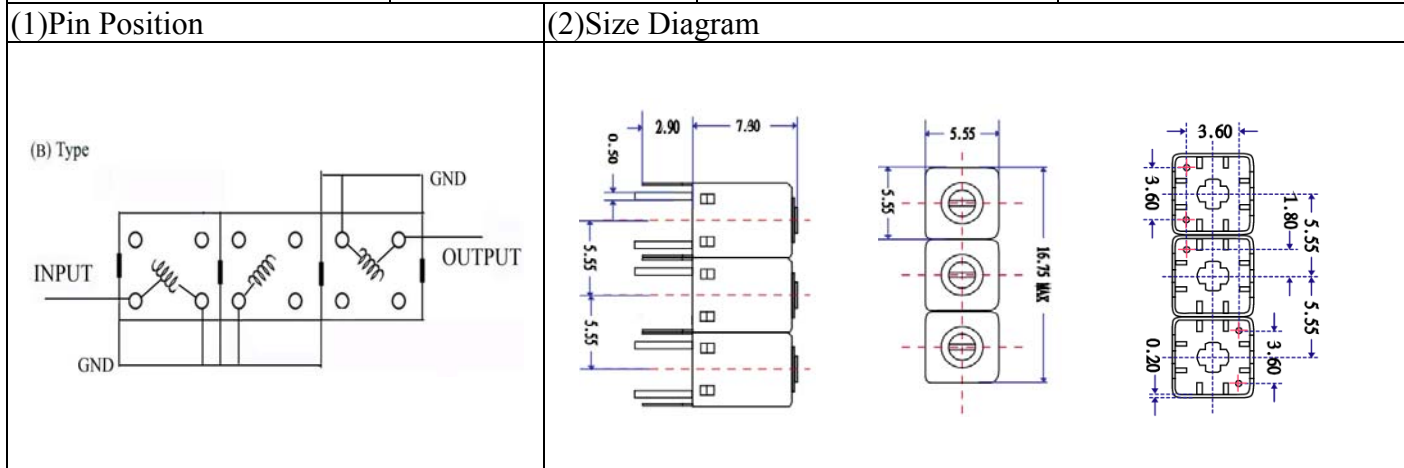 (1)Pin Position
(2)Size Diagram
(B) Type
GND
INPUT
OUTPUT
GND
2.90
7.30
0.50
5.55
5.55
5.55
5.55
16.75 MAX
3.60
3.60
1.80
5.55
5.55
0.20
3.60